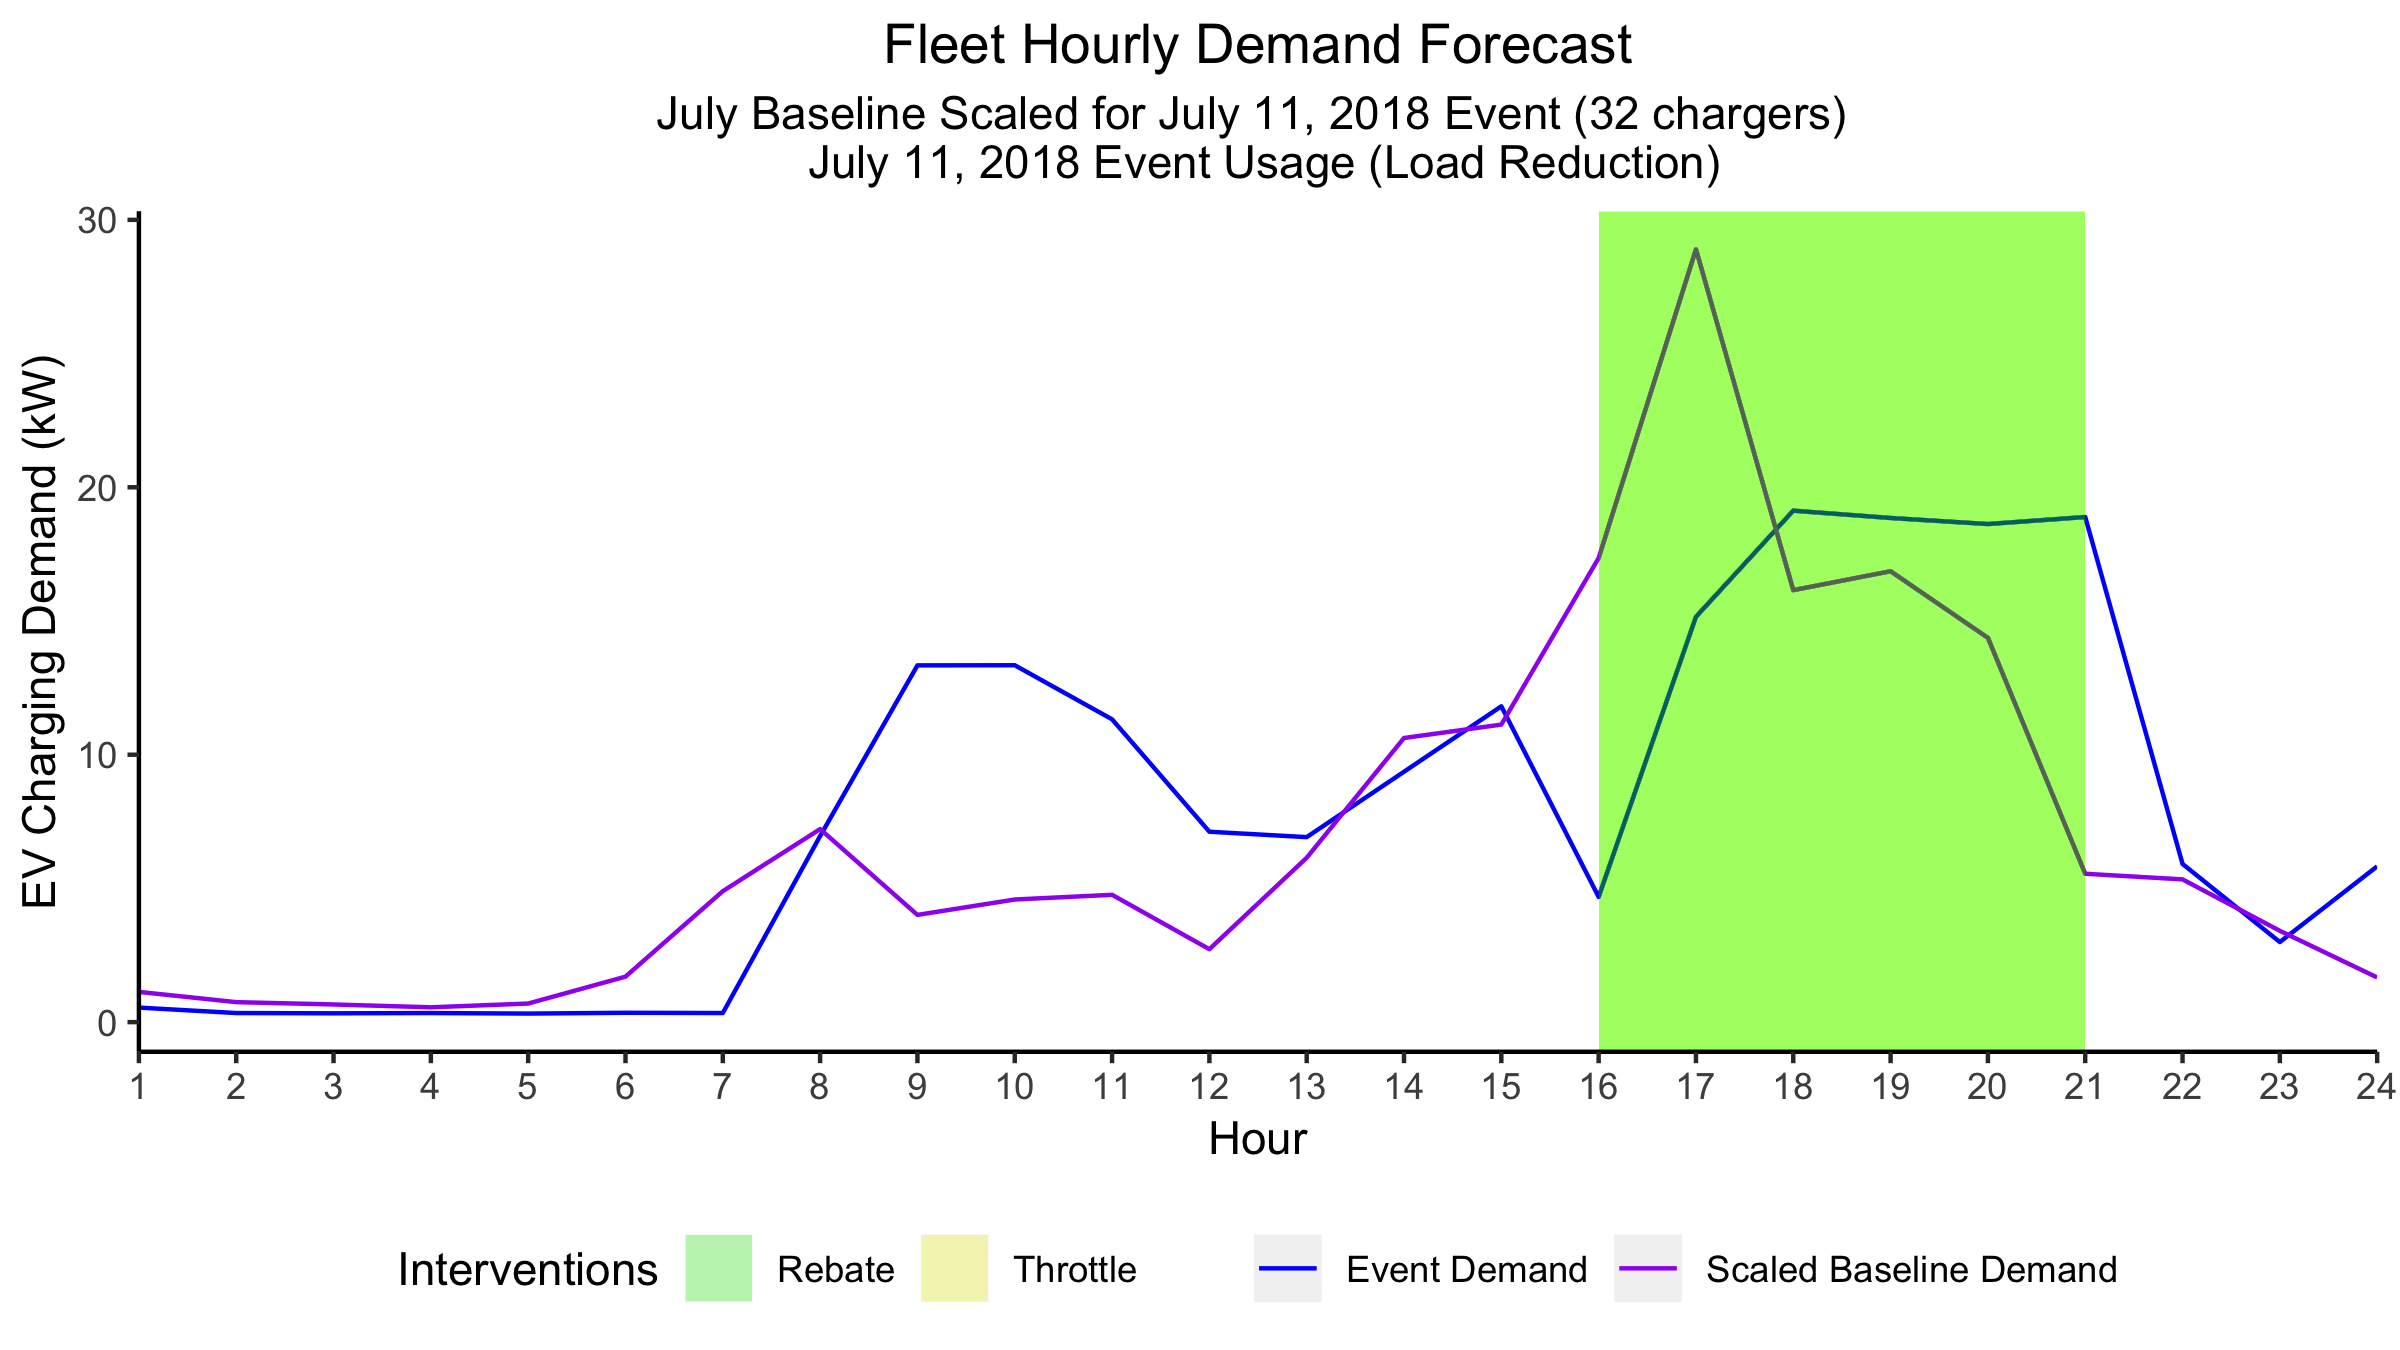 Fleet Hourly Demand Forecast
July Baseline Scaled for July 11, 2018 Event (32 chargers)
July 11, 2018 Event Usage (Load Reduction)
EV Charging Demand (kW)
30
20
10
0
1 2 3 4 5 6 7 8 9 10 11 12 13 14 15 16 17 18 19 20 21 22 23 24
Hour
Interventions Rebate Throttle Event Demand Scaled Baseline Demand